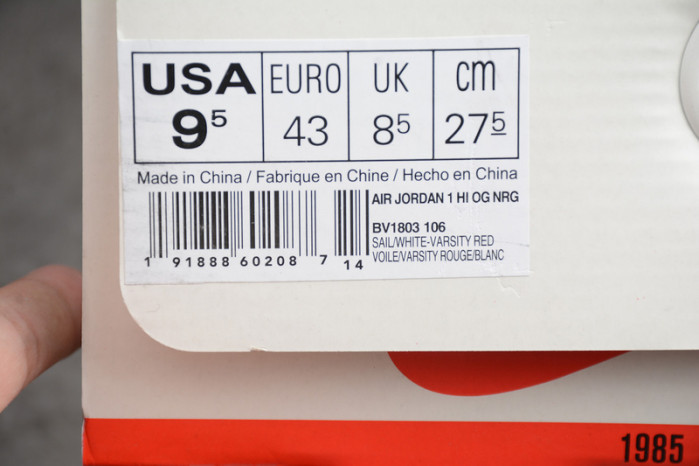 USA EURO UK cm
9⁵ 43 8⁵ 27⁵
Made in China / Fabrique en Chine / Hecho en China
AIR JORDAN 1 HI OG NRG
BV1803 106
SAIL/WHITE-VARSITY RED
VOILE/VARSITY ROUGE/BLANC
1 91888 60208 7 14
1985